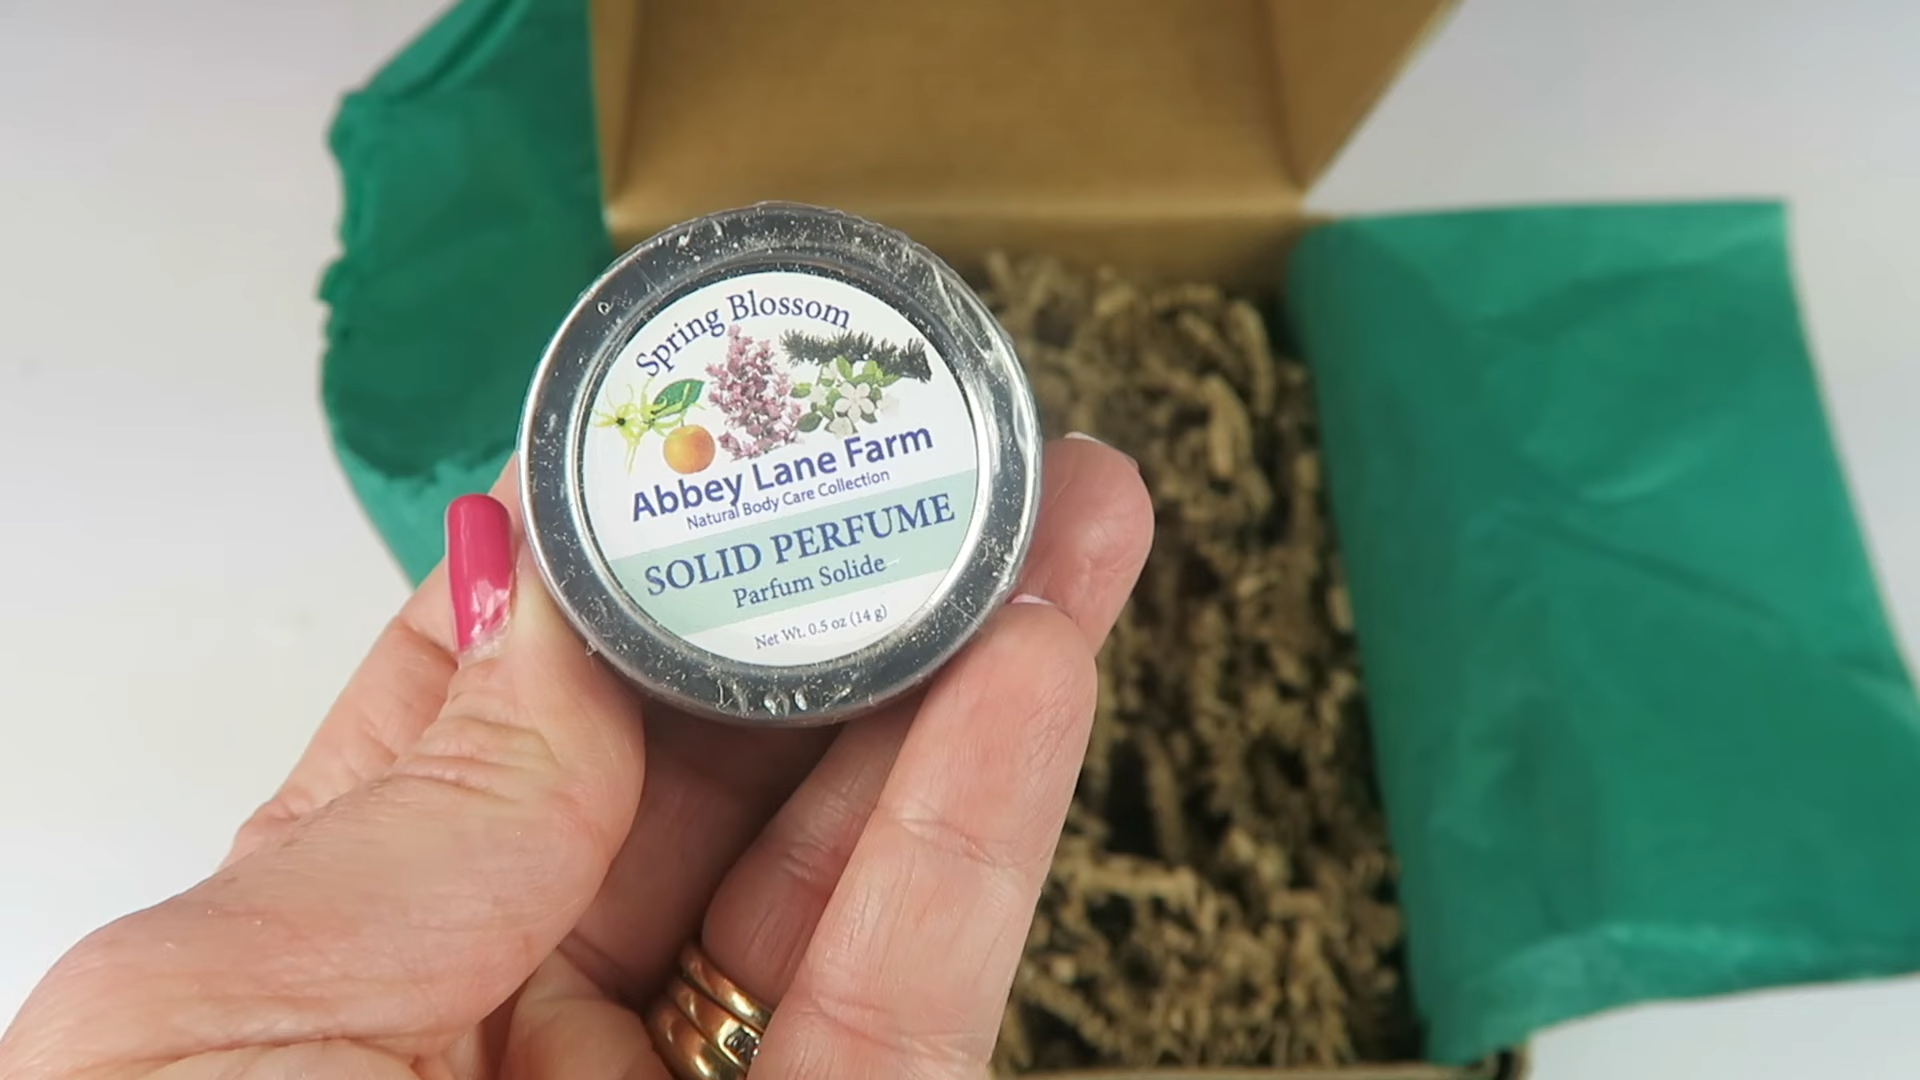 Spring Blossom
Abbey Lane Farm
Natural Body Care Collection
SOLID PERFUME
Parfum Solide
Net Wt. 0.5 oz (14 g)